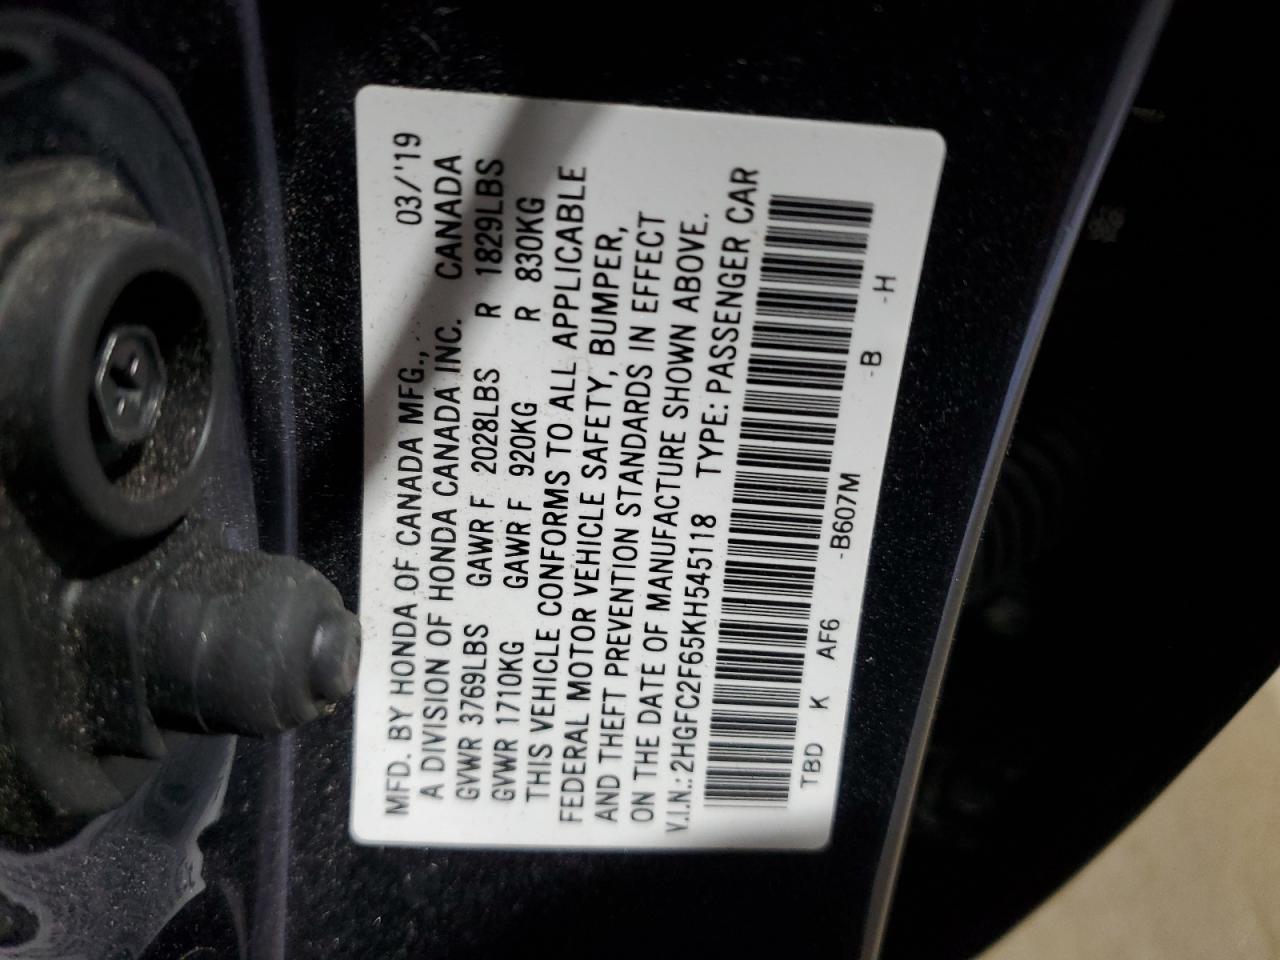 03/'19
MFD. BY HONDA OF CANADA MFG.,
A DIVISION OF HONDA CANADA INC. CANADA
GVWR 3769LBS GAWR F 2028LBS R 1829LBS
GVWR 1710KG GAWR F 920KG R 830KG
THIS VEHICLE CONFORMS TO ALL APPLICABLE
FEDERAL MOTOR VEHICLE SAFETY, BUMPER,
AND THEFT PREVENTION STANDARDS IN EFFECT
ON THE DATE OF MANUFACTURE SHOWN ABOVE.
V.I.N.: 2HGFC2F65KH545118 TYPE: PASSENGER CAR
TBD K AF6 -B607M -B -H